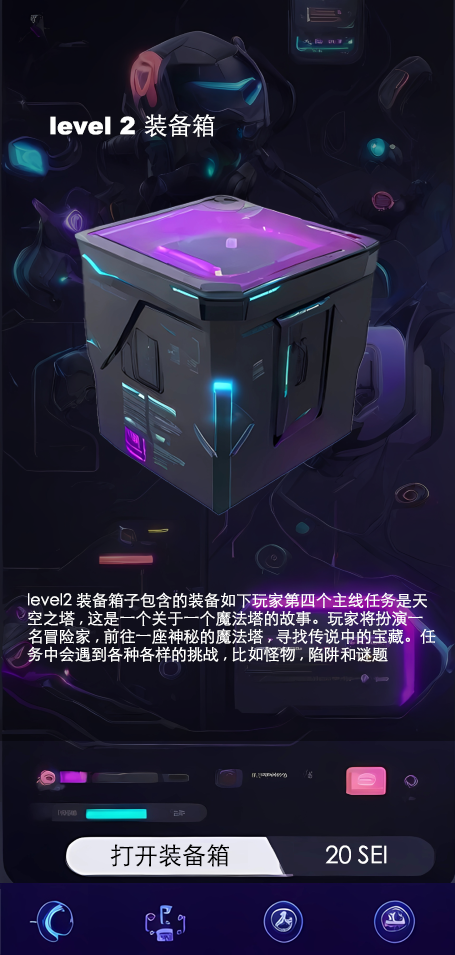 level 2 装备箱
level2 装备箱子包含的装备如下玩家第四个主线任务是天
空之塔，这是一个关于一个魔法塔的故事。玩家将扮演一
名冒险家，前往一座神秘的魔法塔，寻找传说中的宝藏。任
务中会遇到各种各样的挑战，比如怪物，陷阱和谜题
打开装备箱 20 SEI